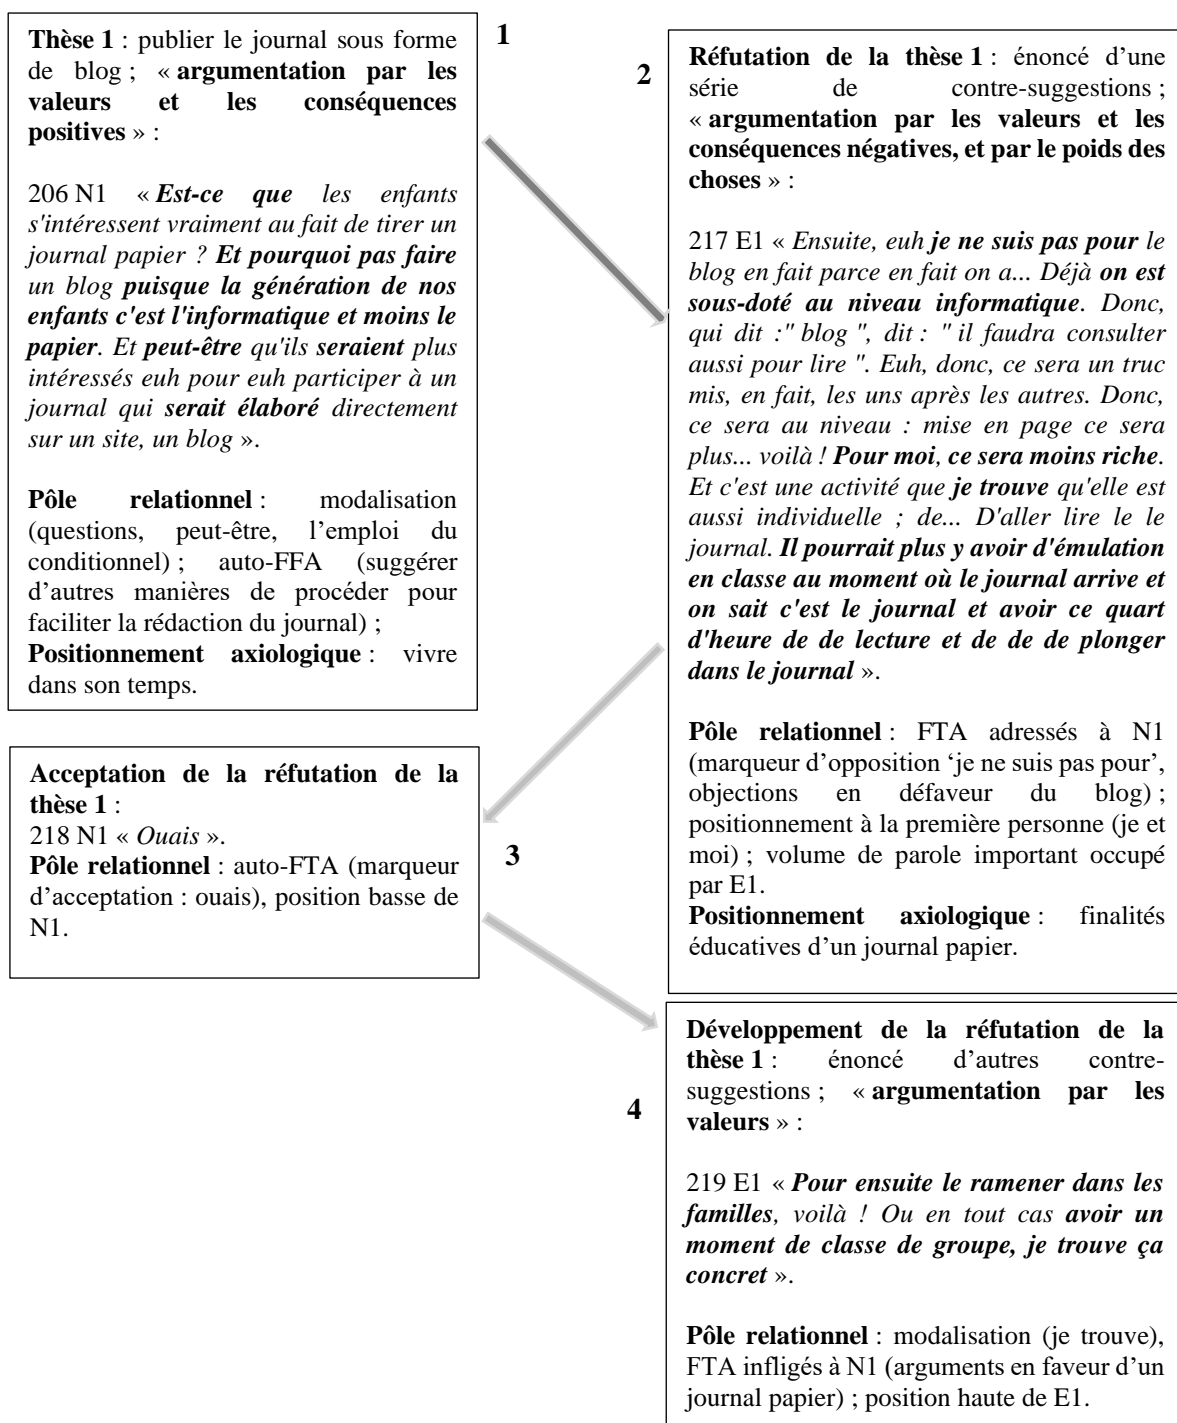 1
Thèse 1 : publier le journal sous forme
de blog ; « argumentation par les
valeurs et les conséquences
positives » :
206 N1 « Est-ce que les enfants
s'intéressent vraiment au fait de tirer un
journal papier ? Et pourquoi pas faire
un blog puisque la génération de nos
enfants c'est l'informatique et moins le
papier. Et peut-être qu'ils seraient plus
intéressés euh pour euh participer à un
journal qui serait élaboré directement
sur un site, un blog ».
Pôle relationnel : modalisation
(questions, peut-être, l'emploi du
conditionnel) ; auto-FFA (suggérer
d'autres manières de procéder pour
faciliter la rédaction du journal) ;
Positionnement axiologique : vivre
dans son temps.
2
Réfutation de la thèse 1 : énoncé d'une
série de contre-suggestions ;
« argumentation par les valeurs et les
conséquences négatives, et par le poids des
choses » :
217 E1 « Ensuite, euh je ne suis pas pour le
blog en fait parce en fait on a... Déjà on est
sous-doté au niveau informatique. Donc,
qui dit :" blog ", dit : " il faudra consulter
aussi pour lire ". Euh, donc, ce sera un truc
mis, en fait, les uns après les autres. Donc,
ce sera au niveau : mise en page ce sera
plus... voilà ! Pour moi, ce sera moins riche.
Et c'est une activité que je trouve qu'elle est
aussi individuelle ; de... D'aller lire le le
journal. Il pourrait plus y avoir d'émulation
en classe au moment où le journal arrive et
on sait c'est le journal et avoir ce quart
d'heure de de lecture et de de de plonger
dans le journal ».
Pôle relationnel : FTA adressés à N1
(marqueur d'opposition ‘je ne suis pas pour’,
objections en défaveur du blog) ;
positionnement à la première personne (je et
moi) ; volume de parole important occupé
par E1.
Positionnement axiologique : finalités
éducatives d'un journal papier.
3
Acceptation de la réfutation de la
thèse 1 :
218 N1 « Ouais ».
Pôle relationnel : auto-FTA (marqueur
d'acceptation : ouais), position basse de
N1.
4
Développement de la réfutation de la
thèse 1 : énoncé d'autres contre-
suggestions ; « argumentation par les
valeurs » :
219 E1 « Pour ensuite le ramener dans les
familles, voilà ! Ou en tout cas avoir un
moment de classe de groupe, je trouve ça
concret ».
Pôle relationnel : modalisation (je trouve),
FTA infligés à N1 (arguments en faveur d'un
journal papier) ; position haute de E1.